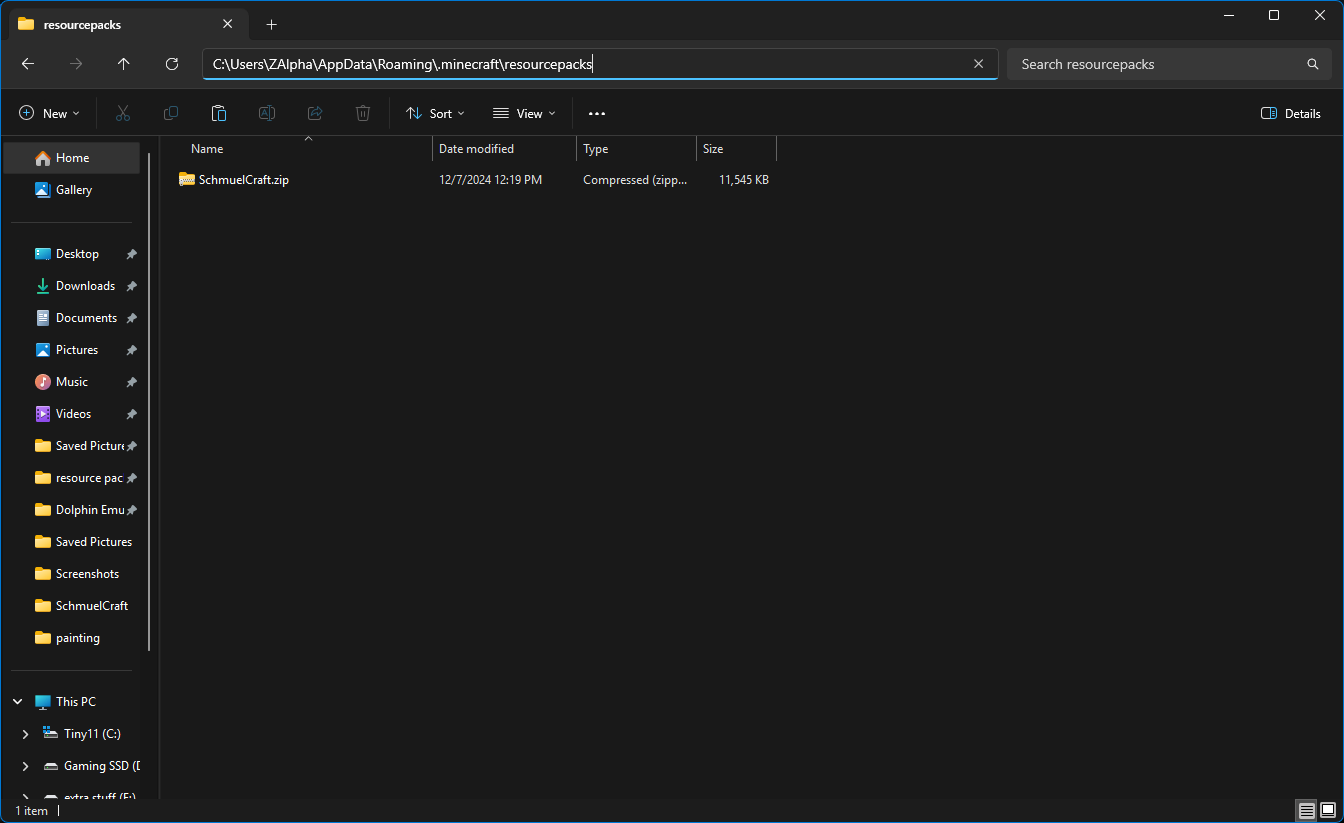 resourcepacks
C:\Users\ZAlpha\AppData\Roaming\.minecraft\resourcepacks
Search resourcepacks
New
Sort
View
Details
Name Date modified Type Size
SchmuelCraft.zip 12/7/2024 12:19 PM Compressed (zipp... 11,545 KB
Home
Gallery
Desktop
Downloads
Documents
Pictures
Music
Videos
Saved Picture
resource pac
Dolphin Emu
Saved Pictures
Screenshots
SchmuelCraft
painting
This PC
Tiny11 (C:)
Gaming SSD (D
extra stuff (F:)
1 item